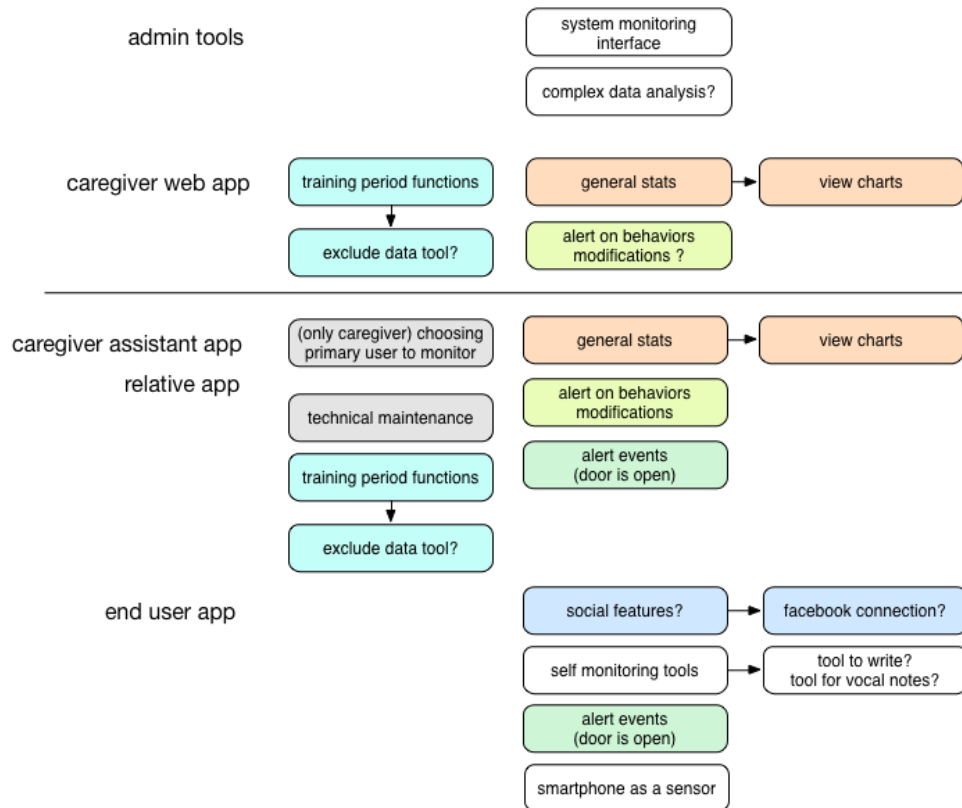 admin tools
system monitoring
interface
complex data analysis?
caregiver web app
training period functions
general stats
view charts
exclude data tool?
alert on behaviors
modifications ?
caregiver assistant app
relative app
(only caregiver) choosing
primary user to monitor
general stats
view charts
technical maintenance
alert on behaviors
modifications
training period functions
alert events
(door is open)
exclude data tool?
end user app
social features?
facebook connection?
self monitoring tools
tool to write?
tool for vocal notes?
alert events
(door is open)
smartphone as a sensor